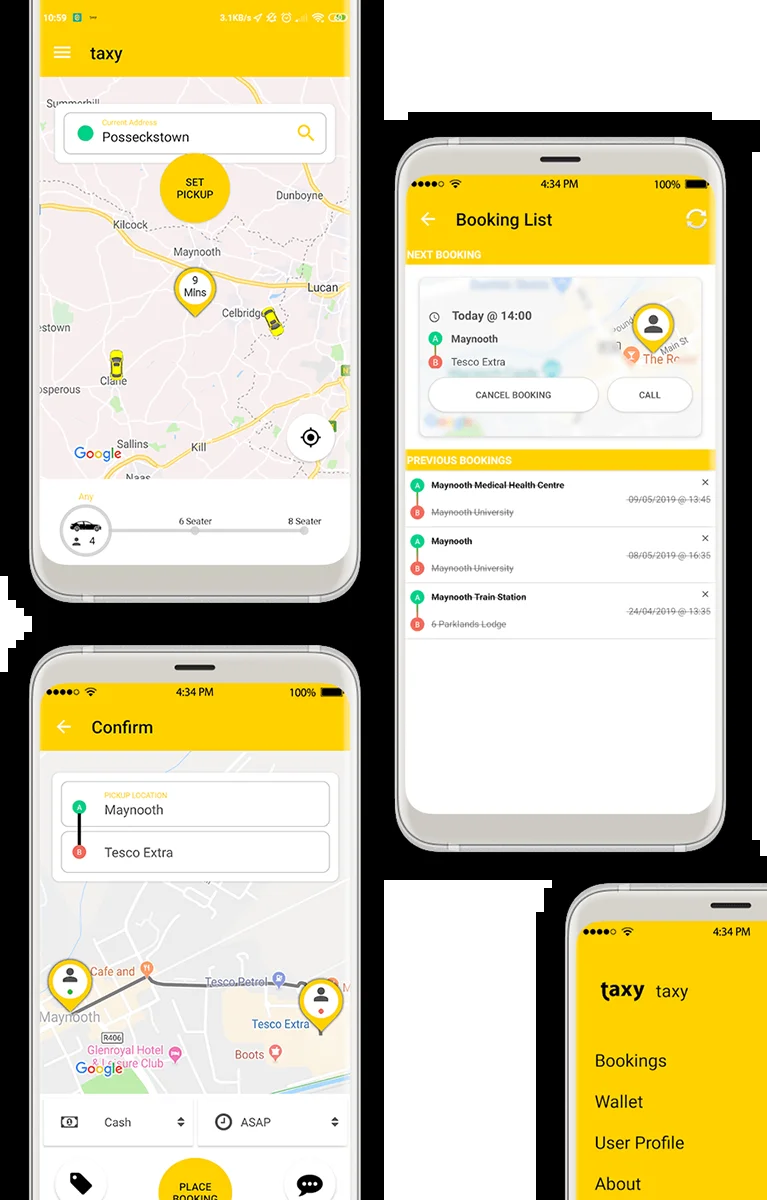 10:59
3.1KB/s
taxy
Summerhill
Current Address
Posseckstown
SET
PICKUP
Dunboyne
Kilcock
Maynooth
9
MIns
Lucan
Celbridge
estown
Clane
osperous
Sallins
Kill
Google
Naas
Any
4
6 Seater
8 Seater
4:34 PM
100%
Booking List
NEXT BOOKING
Today @ 14:00
A
Maynooth
B
Tesco Extra
Main St
The Ro
CANCEL BOOKING
CALL
PREVIOUS BOOKINGS
A
Maynooth Medical Health Centre
09/05/2019 @ 13:45
B
Maynooth University
A
Maynooth
08/05/2019 @ 16:35
B
Maynooth University
A
Maynooth Train Station
24/04/2019 @ 13:35
B
6 Parklands Lodge
4:34 PM
100%
Confirm
PICKUP LOCATION
A
Maynooth
B
Tesco Extra
Cafe and
Tesco Petrol
M
Maynooth
Tesco Extra
R406
Glenroyal Hotel
& Leisure Club
Boots
Google
Cash
ASAP
PLACE
BOOKING
4:34 PM
taxy taxy
Bookings
Wallet
User Profile
About